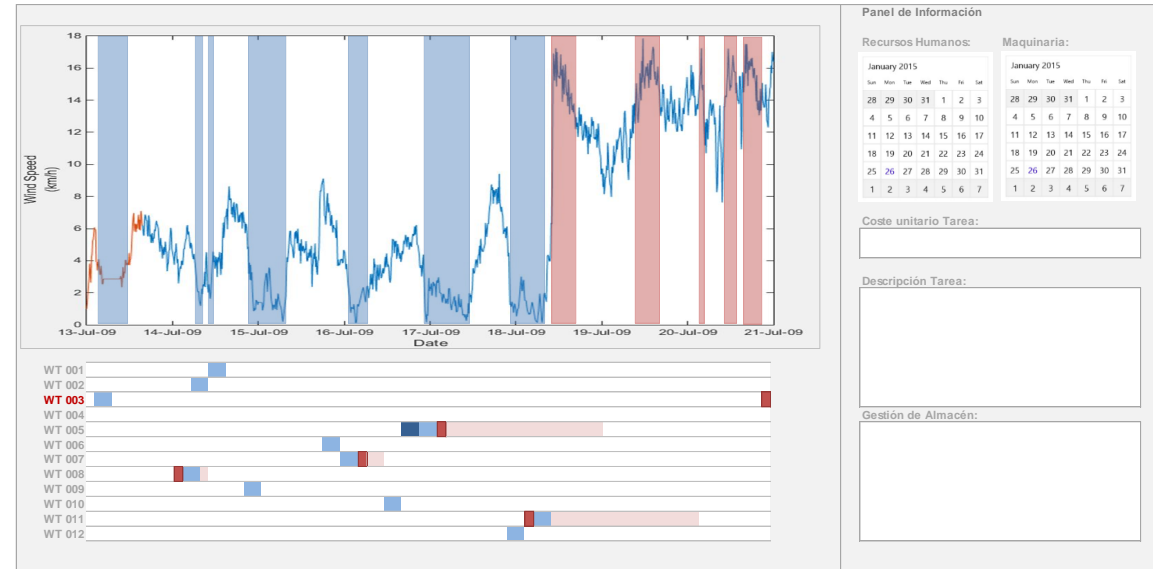 Panel de Información
Recursos Humanos: Maquinaria:
January 2015 January 2015
Sun Mon Tue Wed Thu Fri Sat Sun Mon Tue Wed Thu Fri Sat
28 29 30 31 1 2 3 28 29 30 31 1 2 3
4 5 6 7 8 9 10 4 5 6 7 8 9 10
11 12 13 14 15 16 17 11 12 13 14 15 16 17
18 19 20 21 22 23 24 18 19 20 21 22 23 24
25 26 27 28 29 30 31 25 26 27 28 29 30 31
1 2 3 4 5 6 7 1 2 3 4 5 6 7
Coste unitario Tarea:
Descripción Tarea:
Gestión de Almacén:
18
16
14
12
10
8
6
4
2
0
Wind Speed
(km/h)
13-Jul-09 14-Jul-09 15-Jul-09 16-Jul-09 17-Jul-09 18-Jul-09 19-Jul-09 20-Jul-09 21-Jul-09
Date
WT 001
WT 002
WT 003
WT 004
WT 005
WT 006
WT 007
WT 008
WT 009
WT 010
WT 011
WT 012